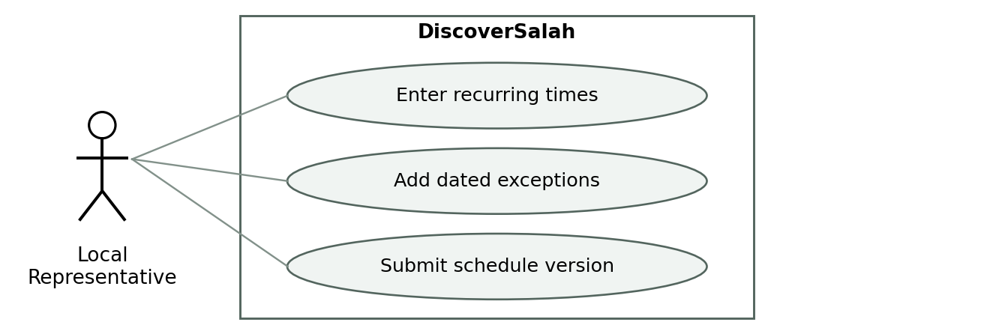 DiscoverSalah
Enter recurring times
Add dated exceptions
Submit schedule version
Local
Representative